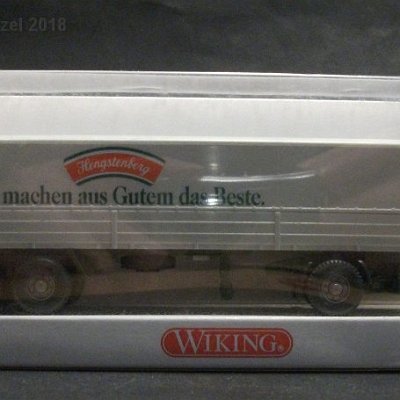 zel 2018
Hengstenberg
machen aus Gutem das Beste.
WIKING®